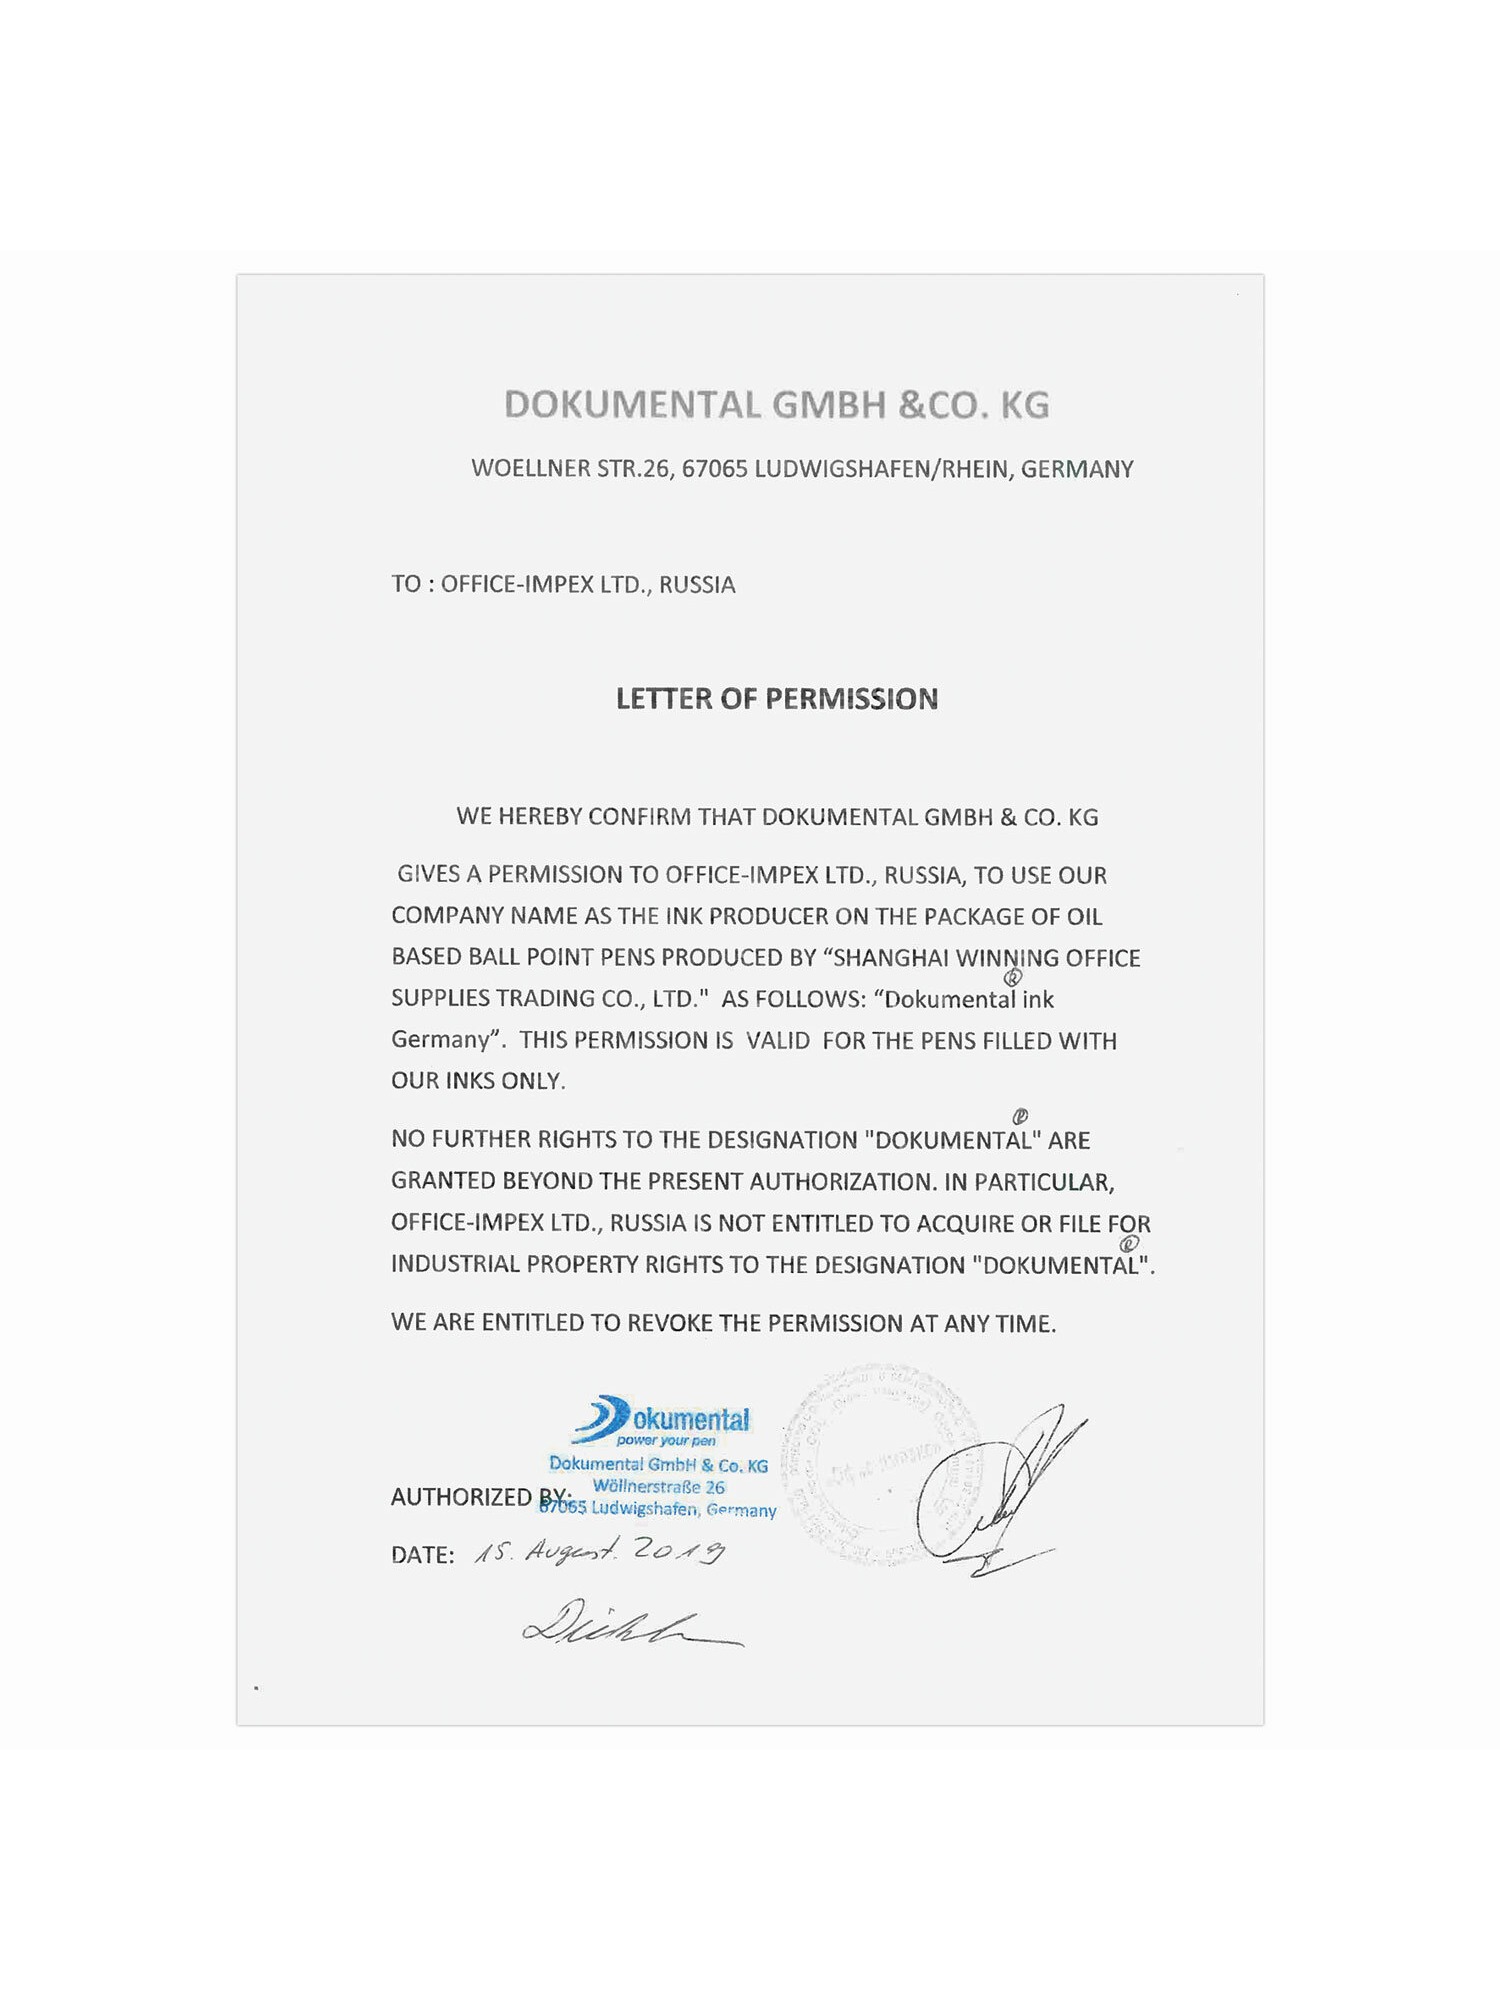 DOKUMENTAL GMBH &CO. KG
WOELLNER STR.26, 67065 LUDWIGSHAFEN/RHEIN, GERMANY
TO : OFFICE-IMPEX LTD., RUSSIA
LETTER OF PERMISSION
WE HEREBY CONFIRM THAT DOKUMENTAL GMBH & CO. KG
GIVES A PERMISSION TO OFFICE-IMPEX LTD., RUSSIA, TO USE OUR
COMPANY NAME AS THE INK PRODUCER ON THE PACKAGE OF OIL
BASED BALL POINT PENS PRODUCED BY “SHANGHAI WINNING OFFICE
SUPPLIES TRADING CO., LTD." AS FOLLOWS: “Dokumental® ink
Germany”. THIS PERMISSION IS VALID FOR THE PENS FILLED WITH
OUR INKS ONLY.
NO FURTHER RIGHTS TO THE DESIGNATION "DOKUMENTAL®" ARE
GRANTED BEYOND THE PRESENT AUTHORIZATION. IN PARTICULAR,
OFFICE-IMPEX LTD., RUSSIA IS NOT ENTITLED TO ACQUIRE OR FILE FOR
INDUSTRIAL PROPERTY RIGHTS TO THE DESIGNATION "DOKUMENTAL®".
WE ARE ENTITLED TO REVOKE THE PERMISSION AT ANY TIME.
Dokumental
power your pen
Dokumental GmbH & Co. KG
Wöllnerstraße 26
67065 Ludwigshafen, Germany
AUTHORIZED BY:
DATE: 15. August. 2019